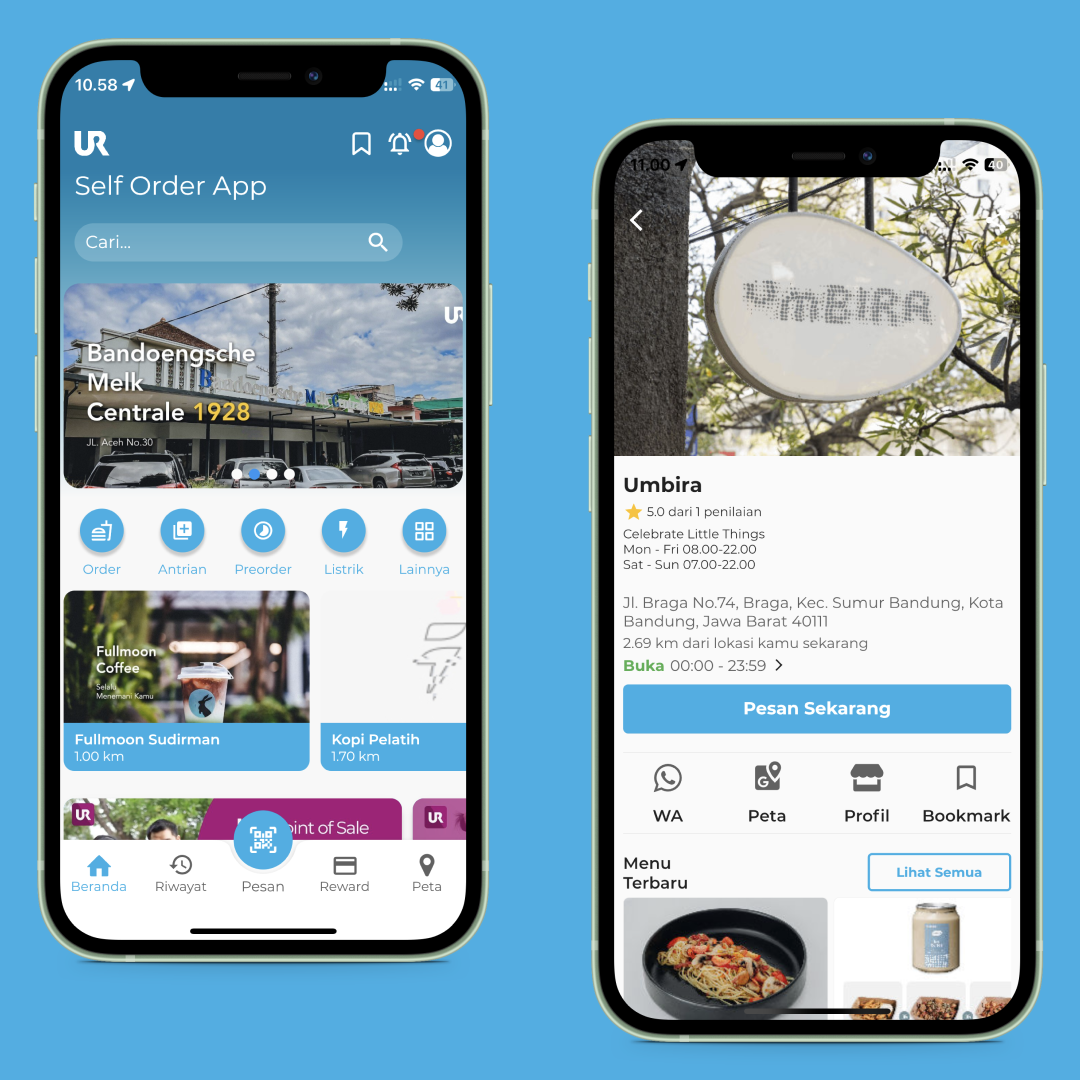 10.58
41
UR
Self Order App
Cari...
UR
Bandoengsche
Melk
Centrale 1928
JL. Aceh No.30
Order
Antrian
Preorder
Listrik
Lainnya
Fullmoon
Coffee
Selalu
Menemani Kamu
Fullmoon Sudirman
1.00 km
Kopi Pelatih
1.70 km
UR
oint of Sale
UR
Beranda
Riwayat
Pesan
Reward
Peta
11.00
40
UmBIRA
Umbira
5.0 dari 1 penilaian
Celebrate Little Things
Mon - Fri 08.00-22.00
Sat - Sun 07.00-22.00
Jl. Braga No.74, Braga, Kec. Sumur Bandung, Kota
Bandung, Jawa Barat 40111
2.69 km dari lokasi kamu sekarang
Buka 00:00 - 23:59
Pesan Sekarang
WA
Peta
Profil
Bookmark
Menu
Terbaru
Lihat Semua